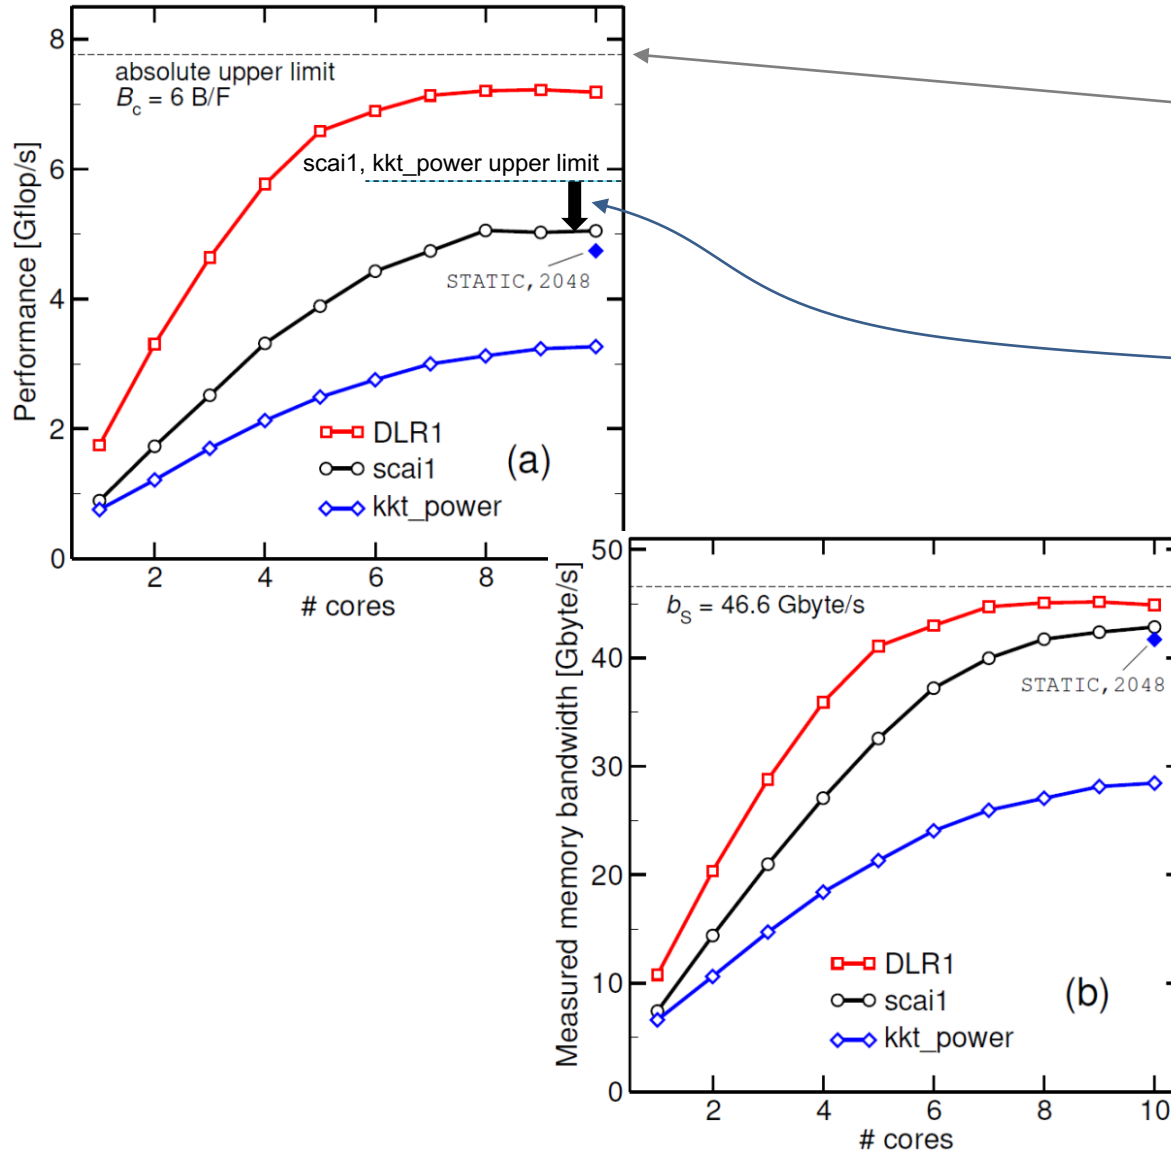 8
absolute upper limit
B_c = 6 B/F
scai1, kkt_power upper limit
6
STATIC,2048
4
2
0
Performance [Gflop/s]
DLR1
scai1
kkt_power
(a)
2 4 6 8
# cores
50
b_S = 46.6 Gbyte/s
40
STATIC,2048
30
20
10
0
Measured memory bandwidth [Gbyte/s]
DLR1
scai1
kkt_power
(b)
2 4 6 8 10
# cores